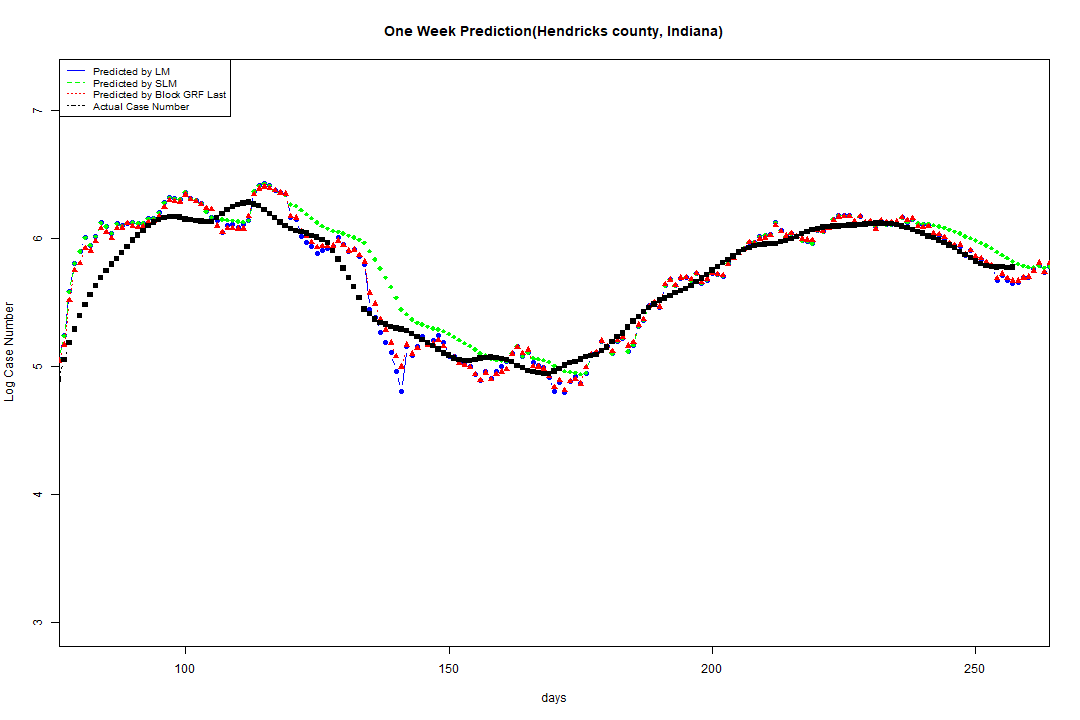 One Week Prediction(Hendricks county, Indiana)
Predicted by LM
Predicted by SLM
Predicted by Block GRF Last
Actual Case Number
Log Case Number
7
6
5
4
3
100 150 200 250
days